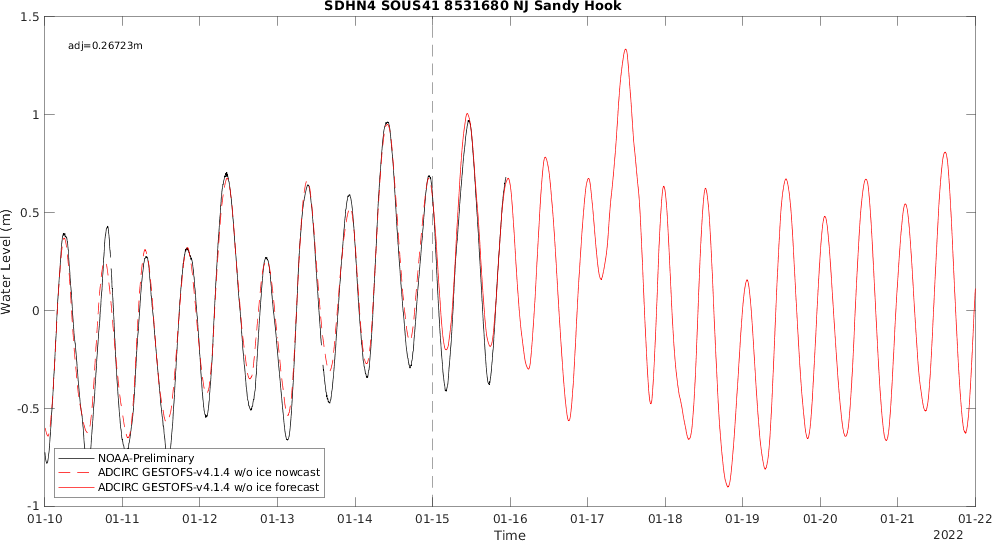 SDHN4 SOUS41 8531680 NJ Sandy Hook
adj=0.26723m
Water Level (m)
1.5
1
0.5
0
-0.5
-1
NOAA-Preliminary
ADCIRC GESTOFS-v4.1.4 w/o ice nowcast
ADCIRC GESTOFS-v4.1.4 w/o ice forecast
01-10 01-11 01-12 01-13 01-14 01-15 01-16 01-17 01-18 01-19 01-20 01-21 01-22
Time
2022